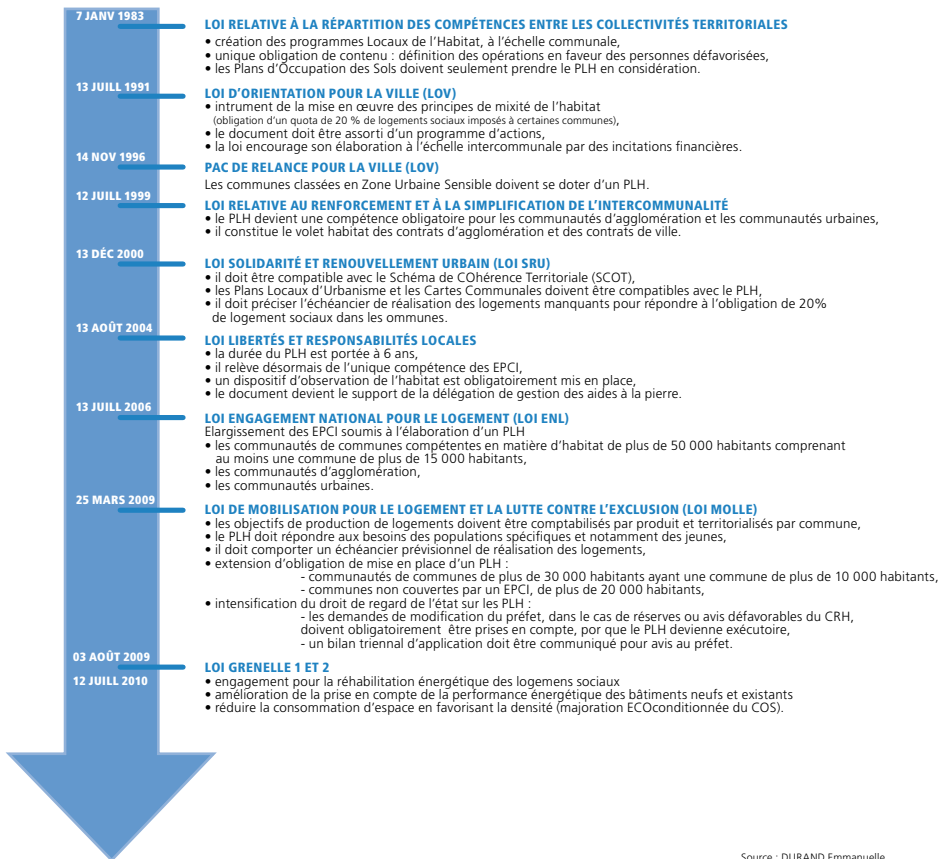 7 JANV 1983
LOI RELATIVE À LA RÉPARTITION DES COMPÉTENCES ENTRE LES COLLECTIVITÉS TERRITORIALES
• création des programmes Locaux de l'Habitat, à l'échelle communale,
• unique obligation de contenu : définition des opérations en faveur des personnes défavorisées,
• les Plans d'Occupation des Sols doivent seulement prendre le PLH en considération.
13 JUILL 1991
LOI D'ORIENTATION POUR LA VILLE (LOV)
• intrument de la mise en œuvre des principes de mixité de l'habitat
(obligation d'un quota de 20 % de logements sociaux imposés à certaines communes),
• le document doit être assorti d'un programme d'actions,
• la loi encourage son élaboration à l'échelle intercommunale par des incitations financières.
14 NOV 1996
PAC DE RELANCE POUR LA VILLE (LOV)
Les communes classées en Zone Urbaine Sensible doivent se doter d'un PLH.
12 JUILL 1999
LOI RELATIVE AU RENFORCEMENT ET À LA SIMPLIFICATION DE L'INTERCOMMUNALITÉ
• le PLH devient une compétence obligatoire pour les communautés d'agglomération et les communautés urbaines,
• il constitue le volet habitat des contrats d'agglomération et des contrats de ville.
13 DÉC 2000
LOI SOLIDARITÉ ET RENOUVELLEMENT URBAIN (LOI SRU)
• il doit être compatible avec le Schéma de COhérence Territoriale (SCOT),
• les Plans Locaux d'Urbanisme et les Cartes Communales doivent être compatibles avec le PLH,
• il doit préciser l'échéancier de réalisation des logements manquants pour répondre à l'obligation de 20%
de logement sociaux dans les ommunes.
13 AOÛT 2004
LOI LIBERTÉS ET RESPONSABILITÉS LOCALES
• la durée du PLH est portée à 6 ans,
• il relève désormais de l'unique compétence des EPCI,
• un dispositif d'observation de l'habitat est obligatoirement mis en place,
• le document devient le support de la délégation de gestion des aides à la pierre.
13 JUILL 2006
LOI ENGAGEMENT NATIONAL POUR LE LOGEMENT (LOI ENL)
Elargissement des EPCI soumis à l'élaboration d'un PLH
• les communautés de communes compétentes en matière d'habitat de plus de 50 000 habitants comprenant
au moins une commune de plus de 15 000 habitants,
• les communautés d'agglomération,
• les communautés urbaines.
25 MARS 2009
LOI DE MOBILISATION POUR LE LOGEMENT ET LA LUTTE CONTRE L'EXCLUSION (LOI MOLLE)
• les objectifs de production de logements doivent être comptabilisés par produit et territorialisés par commune,
• le PLH doit répondre aux besoins des populations spécifiques et notamment des jeunes,
• il doit comporter un échéancier prévisionnel de réalisation des logements,
• extension d'obligation de mise en place d'un PLH :
- communautés de communes de plus de 30 000 habitants ayant une commune de plus de 10 000 habitants,
- communes non couvertes par un EPCI, de plus de 20 000 habitants,
• intensification du droit de regard de l'état sur les PLH :
- les demandes de modification du préfet, dans le cas de réserves ou avis défavorables du CRH,
doivent obligatoirement être prises en compte, por que le PLH devienne exécutoire,
- un bilan triennal d'application doit être communiqué pour avis au préfet.
03 AOÛT 2009
LOI GRENELLE 1 ET 2
12 JUILL 2010
• engagement pour la réhabilitation énergétique des logemens sociaux
• amélioration de la prise en compte de la performance énergétique des bâtiments neufs et existants
• réduire la consommation d'espace en favorisant la densité (majoration ECOconditionnée du COS).
Source : DURAND Emmanuelle